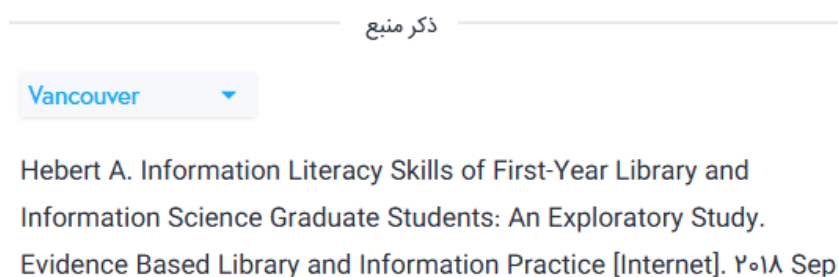 ذکر منبع
Vancouver
Hebert A. Information Literacy Skills of First-Year Library and
Information Science Graduate Students: An Exploratory Study.
Evidence Based Library and Information Practice [Internet]. ۲۰۱۸ Sep